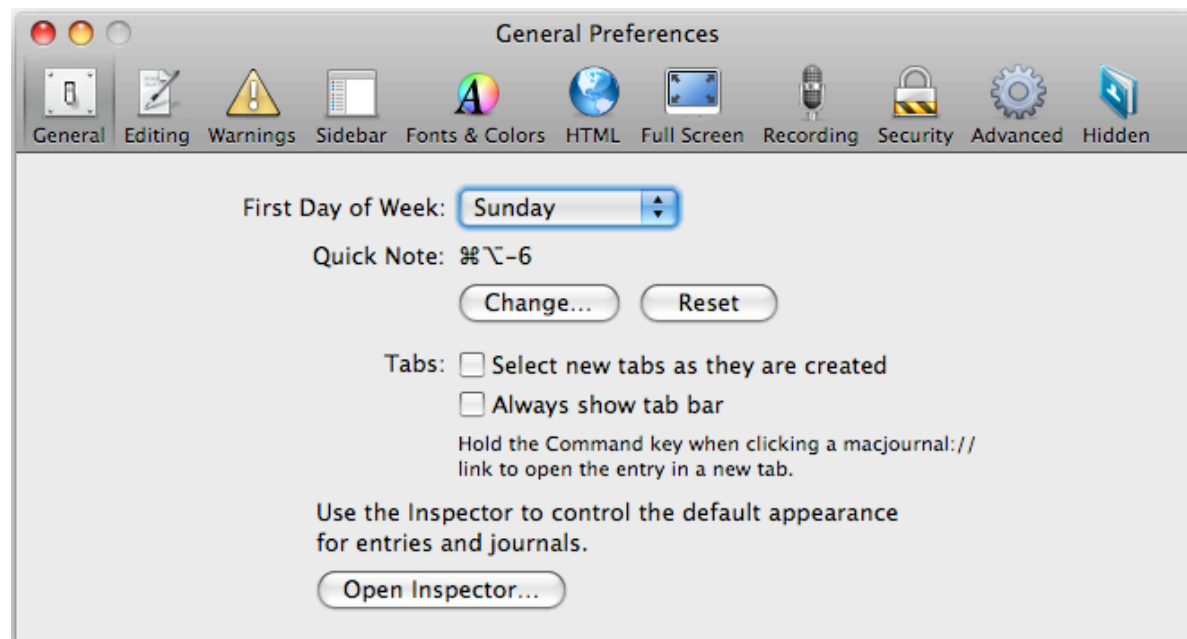 General Preferences
General Editing Warnings Sidebar Fonts & Colors HTML Full Screen Recording Security Advanced Hidden
First Day of Week: Sunday
Quick Note: ⌘⌥-6
Change... Reset
Tabs: Select new tabs as they are created
Always show tab bar
Hold the Command key when clicking a macjournal://
link to open the entry in a new tab.
Use the Inspector to control the default appearance
for entries and journals.
Open Inspector...